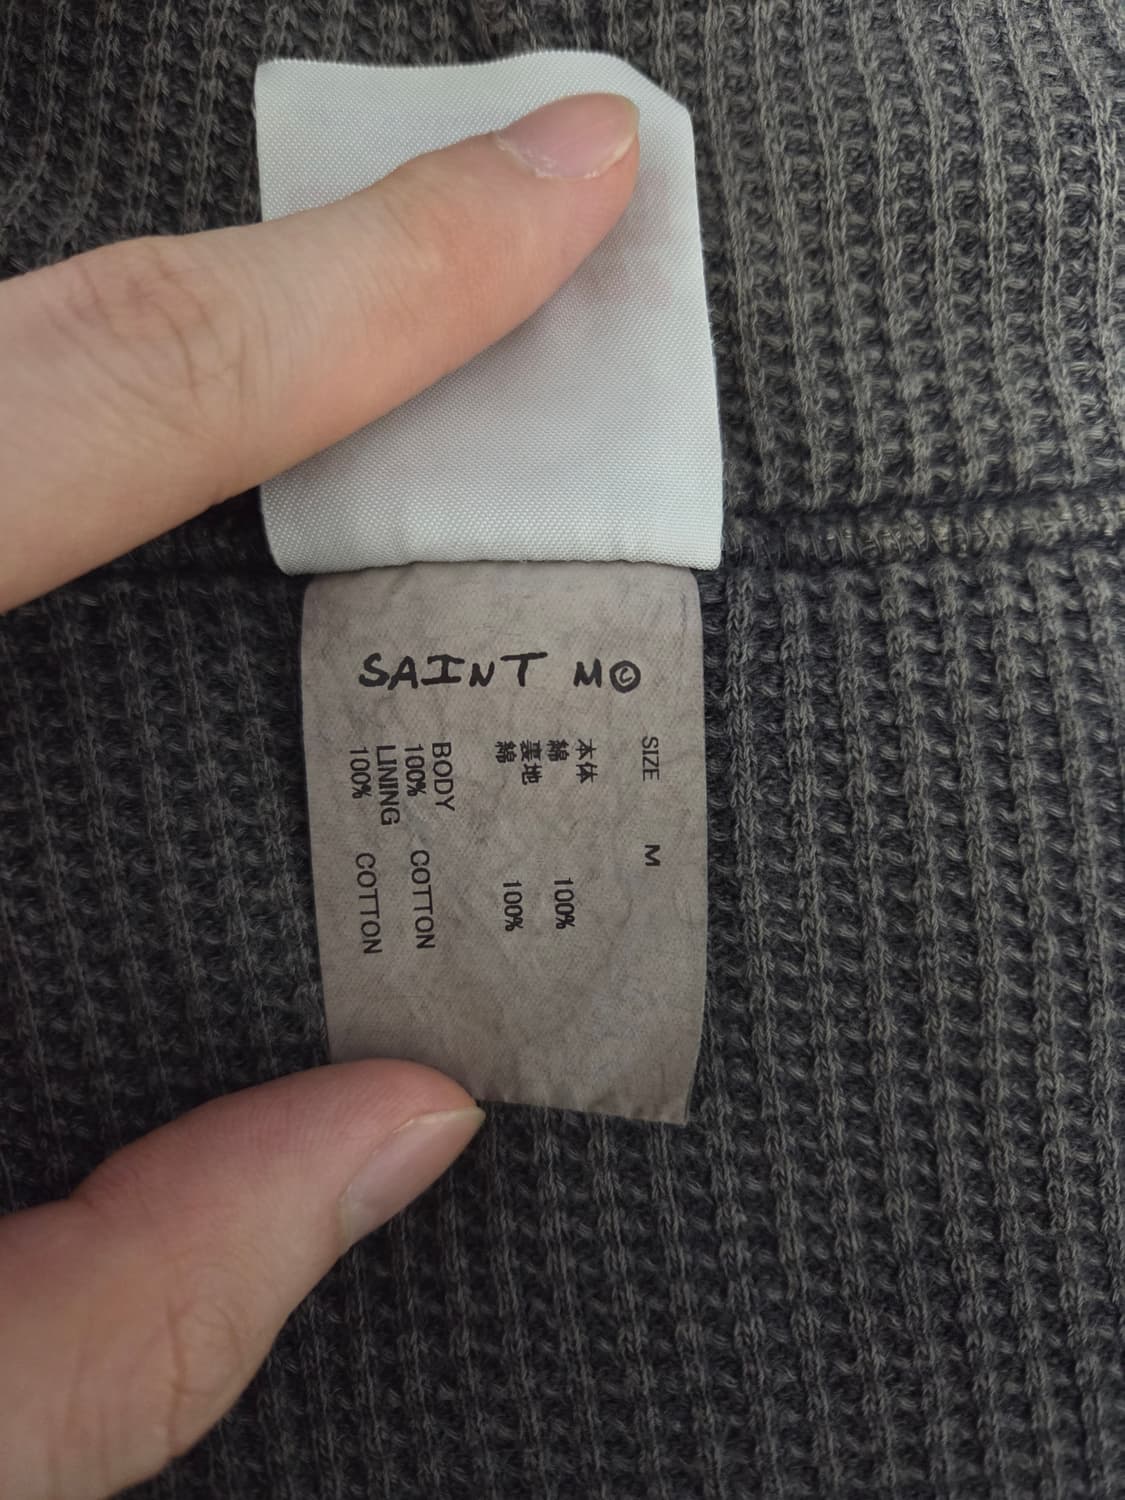 SAINT M©
SIZE M
本体
綿 100%
裏地
綿 100%
BODY
100% COTTON
LINING
100% COTTON